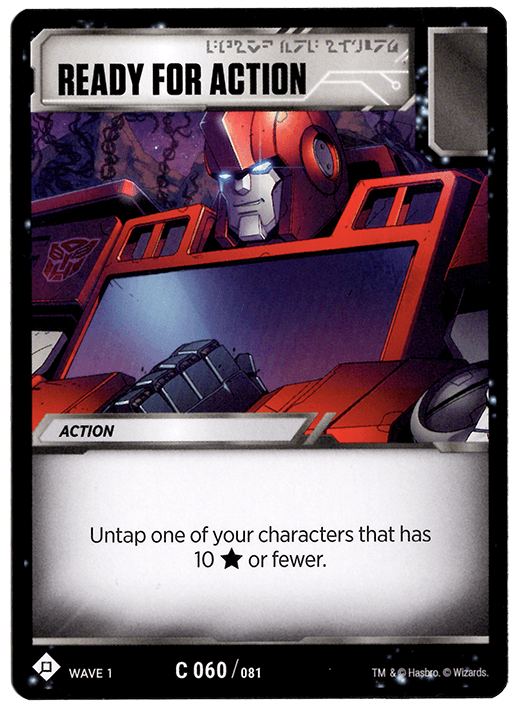 READY FOR ACTION
ACTION
Untap one of your characters that has
10 ★ or fewer.
WAVE 1
C 060 / 081
TM & © Hasbro. © Wizards.